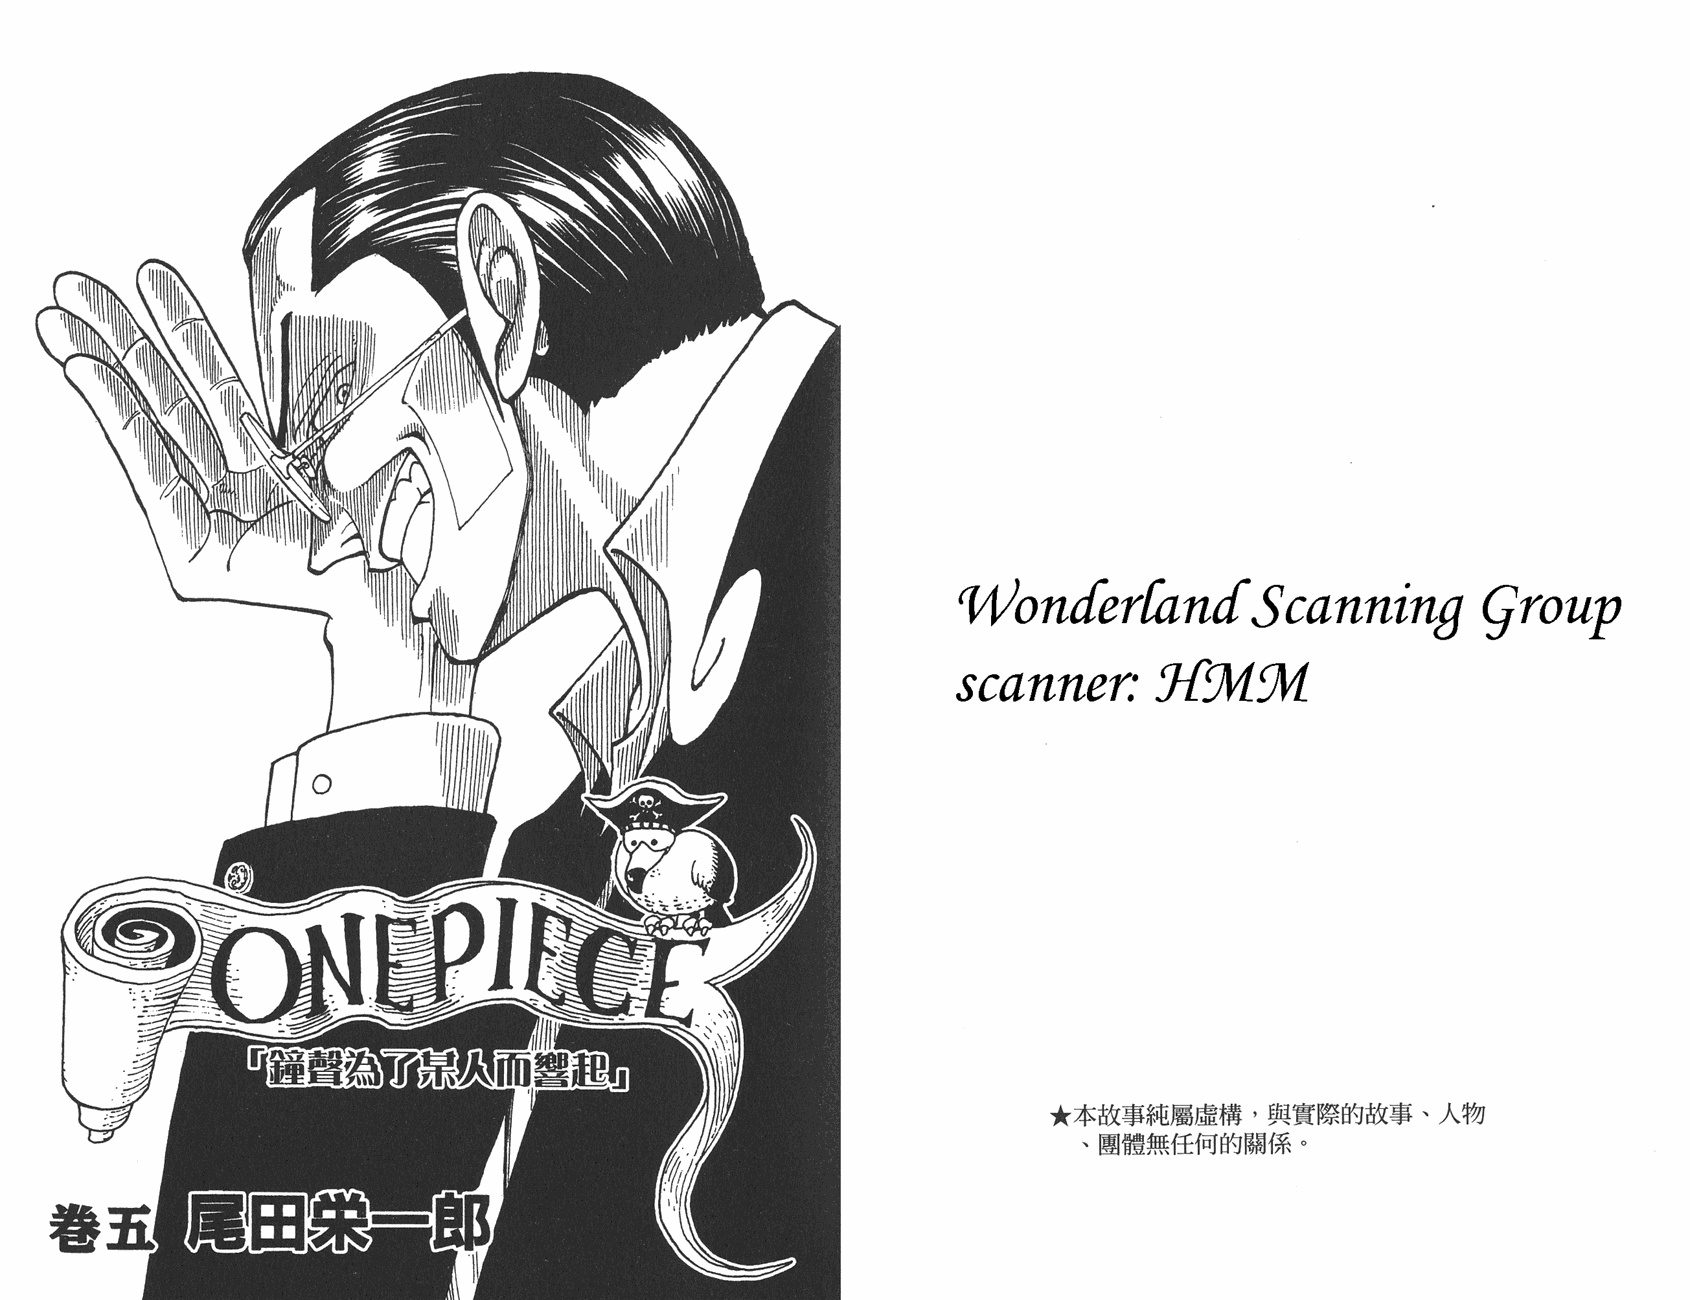 ONE PIECE
「鐘聲為了某人而響起」
卷五 尾田栄一郎
Wonderland Scanning Group
scanner: HMM
★本故事純屬虛構，與實際的故事、人物
、團體無任何的關係。